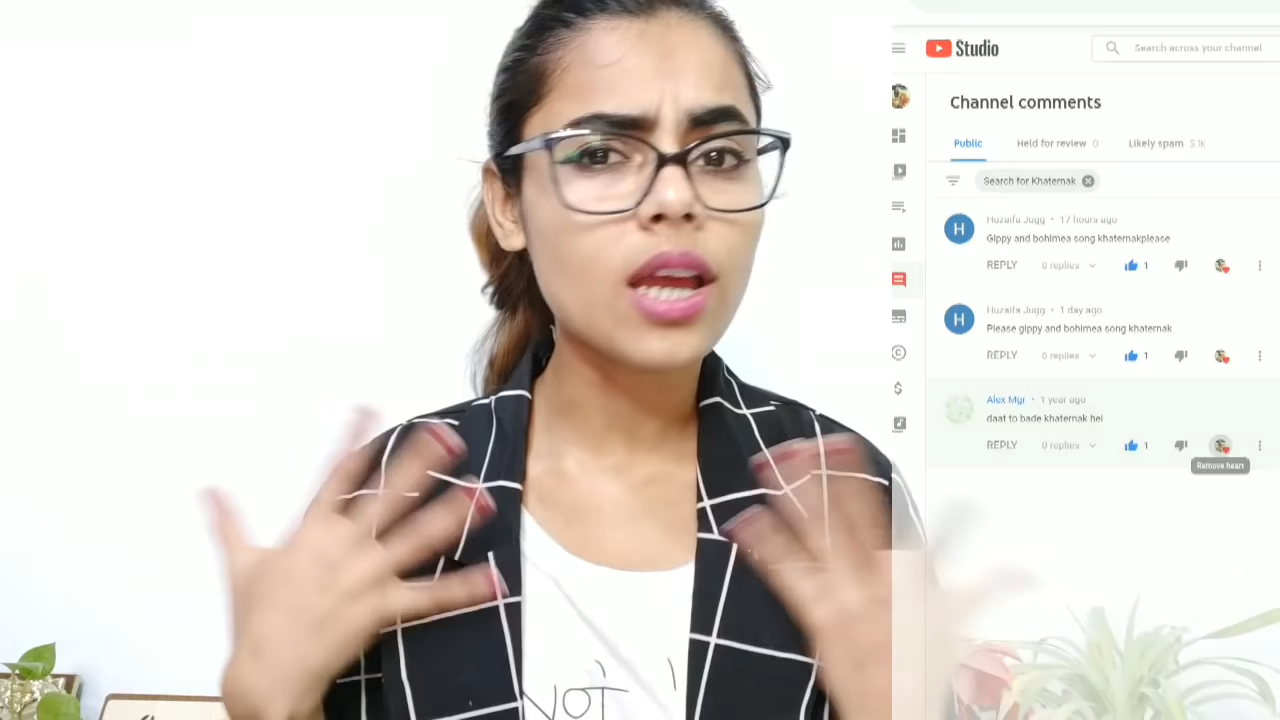 Studio
Search across your channel
Channel comments
Public Held for review 0 Likely spam 5.1K
Search for Khaternak
H Huzaifa Jugg • 17 hours ago
Gippy and bohimea song khaternakplease
REPLY 0 replies 1
H Huzaifa Jugg • 1 day ago
Please gippy and bohimea song khaternak
REPLY 0 replies 1
Alex Mgr • 1 year ago
daat to bade khaternak hei
REPLY 0 replies 1
Remove heart
NOT